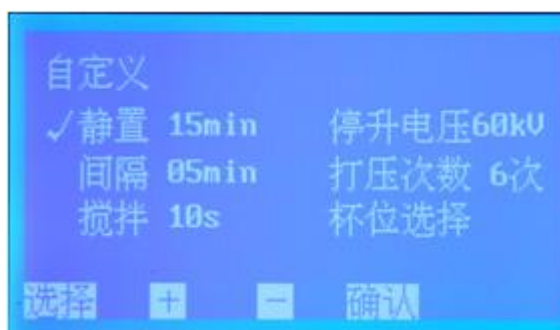 自定义
✓静置 15min 停升电压60kV
间隔 05min 打压次数 6次
搅拌 10s 杯位选择
选择 + - 确认